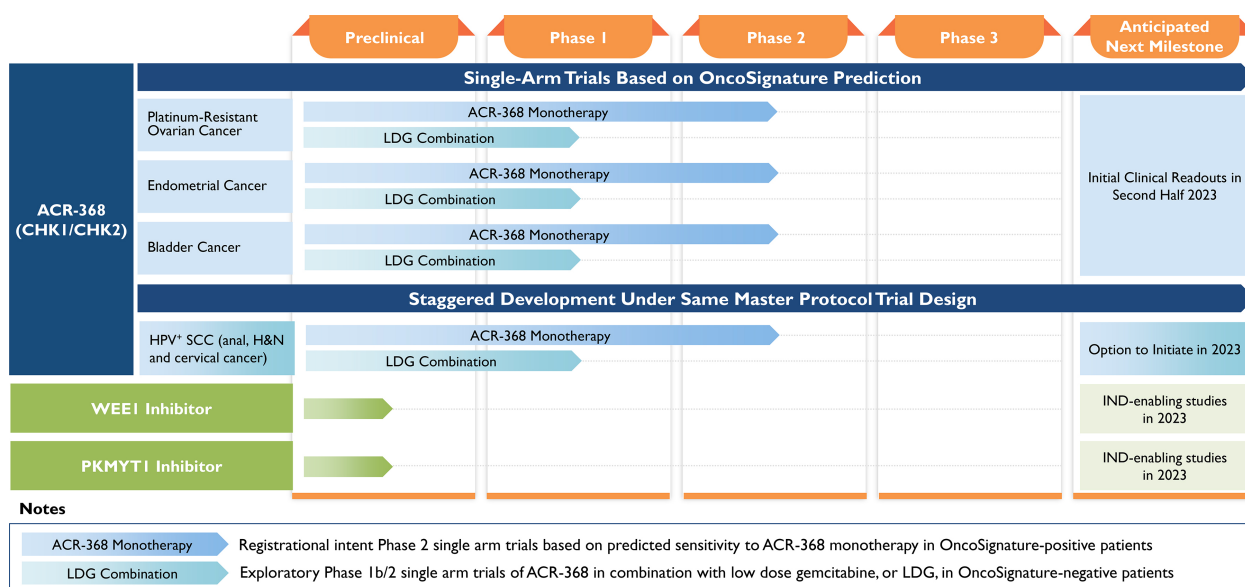 Preclinical
Phase 1
Phase 2
Phase 3
Anticipated
Next Milestone
Single-Arm Trials Based on OncoSignature Prediction
ACR-368
(CHK1/CHK2)
Platinum-Resistant
Ovarian Cancer
ACR-368 Monotherapy
LDG Combination
Endometrial Cancer
ACR-368 Monotherapy
LDG Combination
Bladder Cancer
ACR-368 Monotherapy
LDG Combination
Initial Clinical Readouts in
Second Half 2023
Staggered Development Under Same Master Protocol Trial Design
HPV⁺ SCC (anal, H&N
and cervical cancer)
ACR-368 Monotherapy
LDG Combination
Option to Initiate in 2023
WEE1 Inhibitor
IND-enabling studies
in 2023
PKMYT1 Inhibitor
IND-enabling studies
in 2023
Notes
ACR-368 Monotherapy
Registrational intent Phase 2 single arm trials based on predicted sensitivity to ACR-368 monotherapy in OncoSignature-positive patients
LDG Combination
Exploratory Phase 1b/2 single arm trials of ACR-368 in combination with low dose gemcitabine, or LDG, in OncoSignature-negative patients